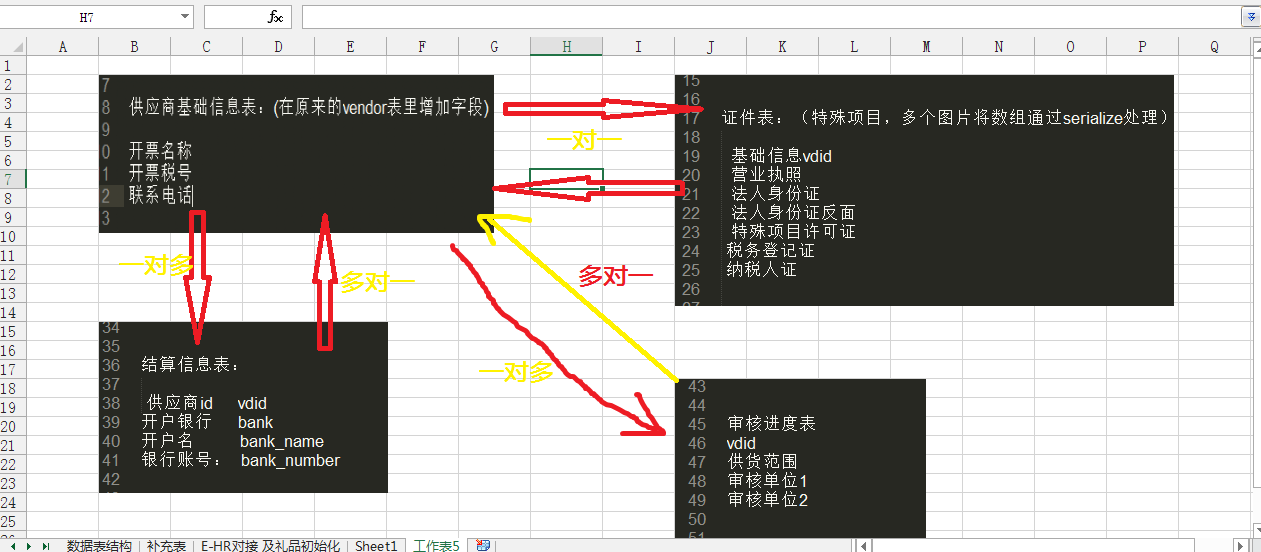 H7
fx
A B C D E F G H I J K L M N O P Q
1
2
3
4
5
6
7
8
9
10
11
12
13
14
15
16
17
18
19
20
21
22
23
24
25
7
8 供应商基础信息表：(在原来的vendor表里增加字段)
9
0 开票名称
1 开票税号
2 联系电话
3
一对一
15
16
17 证件表：（特殊项目，多个图片将数组通过serialize处理）
18
19 基础信息vdid
20 营业执照
21 法人身份证
22 法人身份证反面
23 特殊项目许可证
24 税务登记证
25 纳税人证
26
一对多
多对一
多对一
一对多
34
35
36 结算信息表：
37
38 供应商id vdid
39 开户银行 bank
40 开户名 bank_name
41 银行账号： bank_number
42
43
44
45 审核进度表
46 vdid
47 供货范围
48 审核单位1
49 审核单位2
50
数据表结构 补充表 E-HR对接 及礼品初始化 Sheet1 工作表5